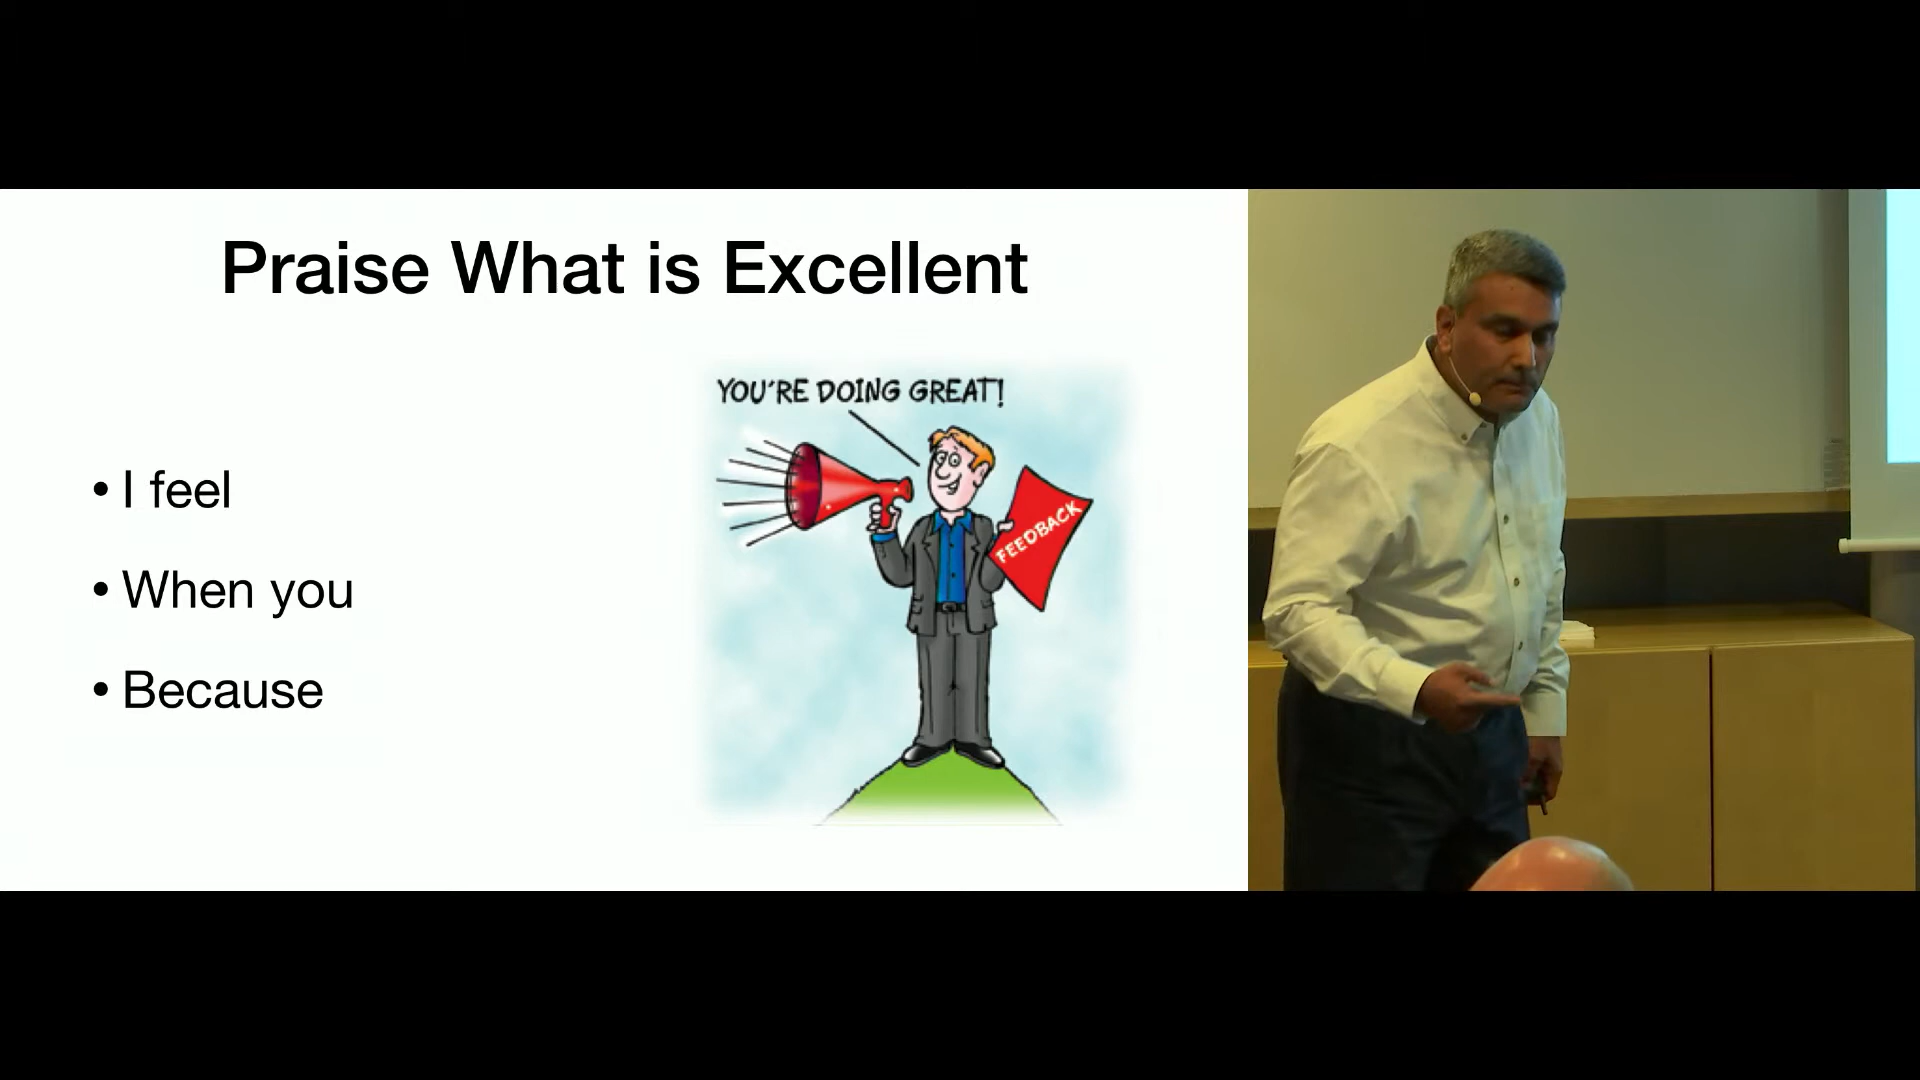 Praise What is Excellent
• I feel
• When you
• Because
YOU'RE DOING GREAT!
FEEDBACK